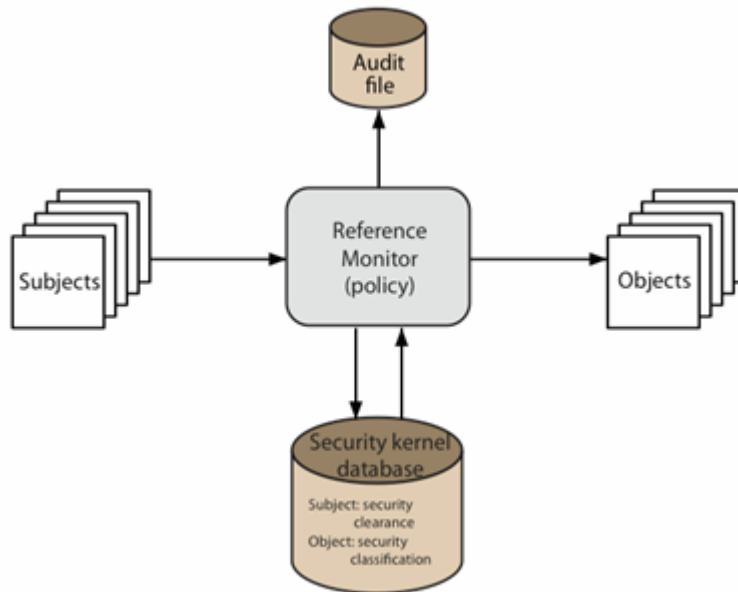 Audit
file
Subjects
Reference
Monitor
(policy)
Objects
Security kernel
database
Subject: security
clearance
Object: security
classification